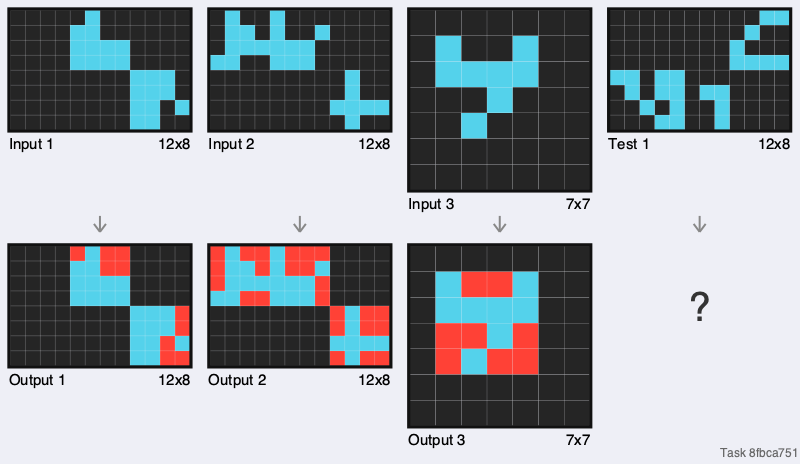 Input 1 12x8
Input 2 12x8
Input 3 7x7
Test 1 12x8
?
Output 1 12x8
Output 2 12x8
Output 3 7x7
Task 8fbca751